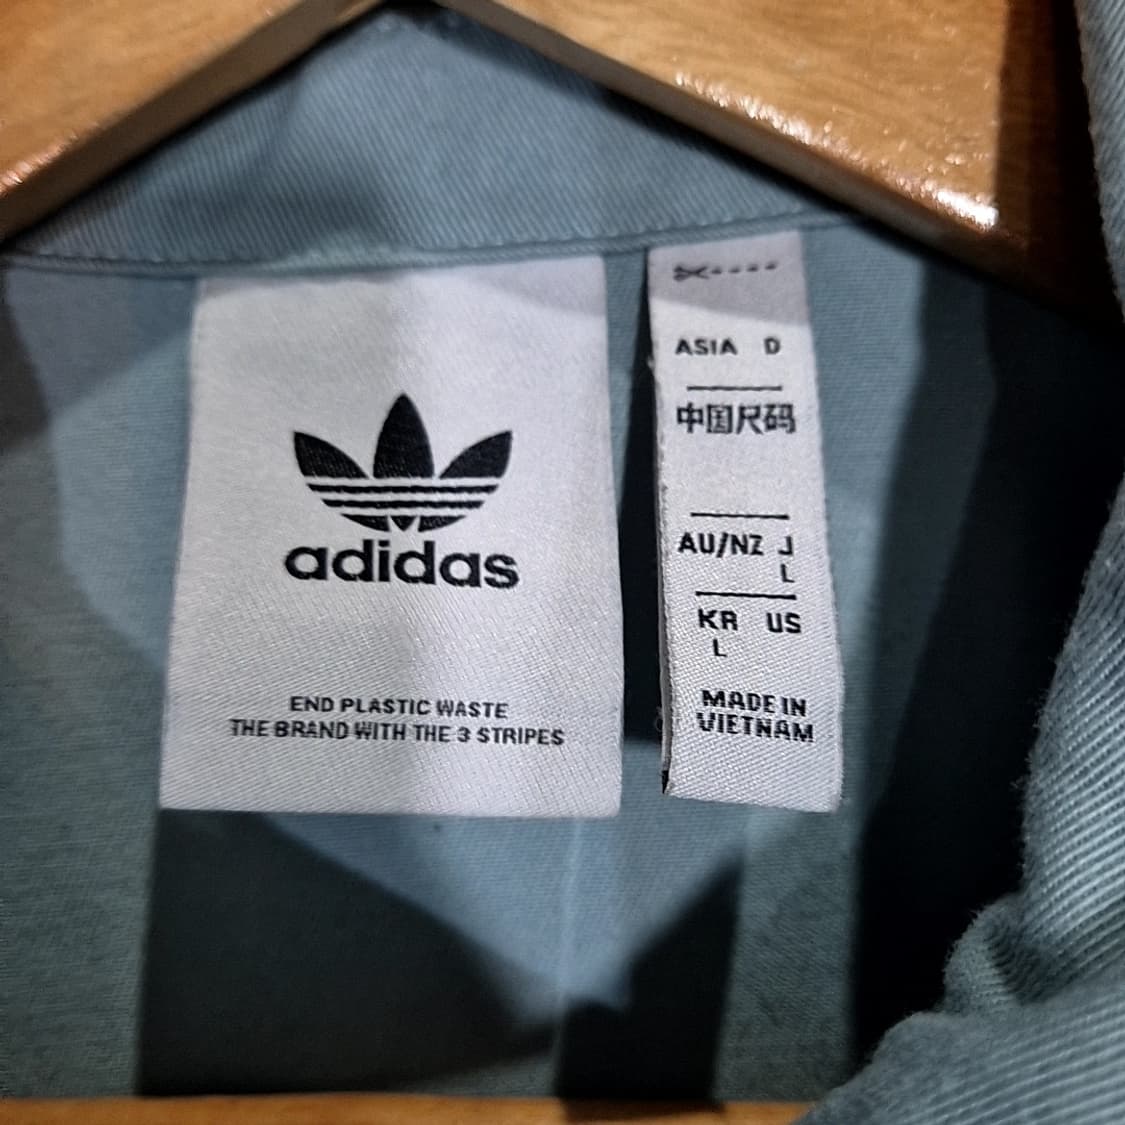 adidas
END PLASTIC WASTE
THE BRAND WITH THE 3 STRIPES
ASIA D
中国尺码
AU/NZ J
L
KR US
L
MADE IN
VIETNAM